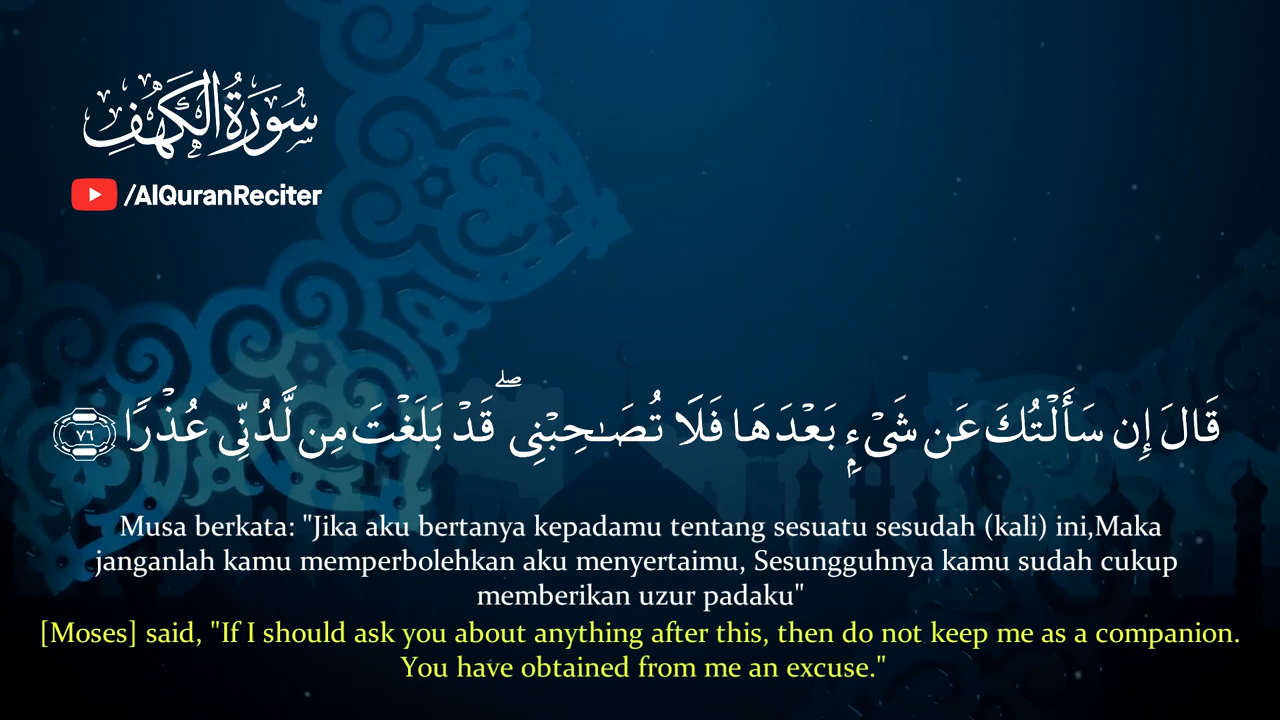 سُورَةُ الْكَهْفِ
/AlQuranReciter
قَالَ إِن سَأَلْتُكَ عَن شَىْءٍۭ بَعْدَهَا فَلَا تُصَـٰحِبْنِى ۖ قَدْ بَلَغْتَ مِن لَّدُنِّى عُذْرًا ٧٦
Musa berkata: "Jika aku bertanya kepadamu tentang sesuatu sesudah (kali) ini,Maka
janganlah kamu memperbolehkan aku menyertaimu, Sesungguhnya kamu sudah cukup
memberikan uzur padaku"
[Moses] said, "If I should ask you about anything after this, then do not keep me as a companion.
You have obtained from me an excuse."